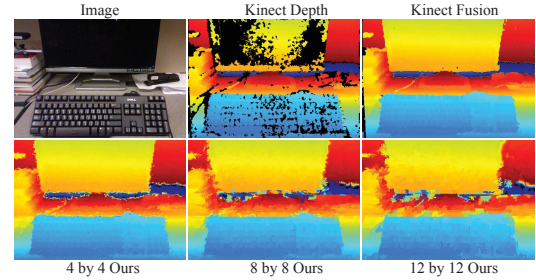 Image
Kinect Depth
Kinect Fusion
DELL
4 by 4 Ours
8 by 8 Ours
12 by 12 Ours